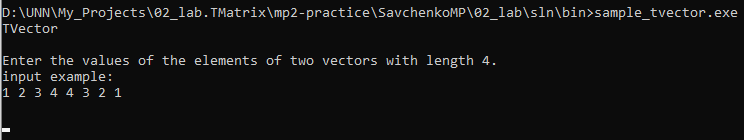 D:\UNN\My_Projects\02_lab.TMatrix\mp2-practice\SavchenkoMP\02_lab\sln\bin>sample_tvector.exe
TVector
Enter the values of the elements of two vectors with length 4.
input example:
1 2 3 4 4 3 2 1